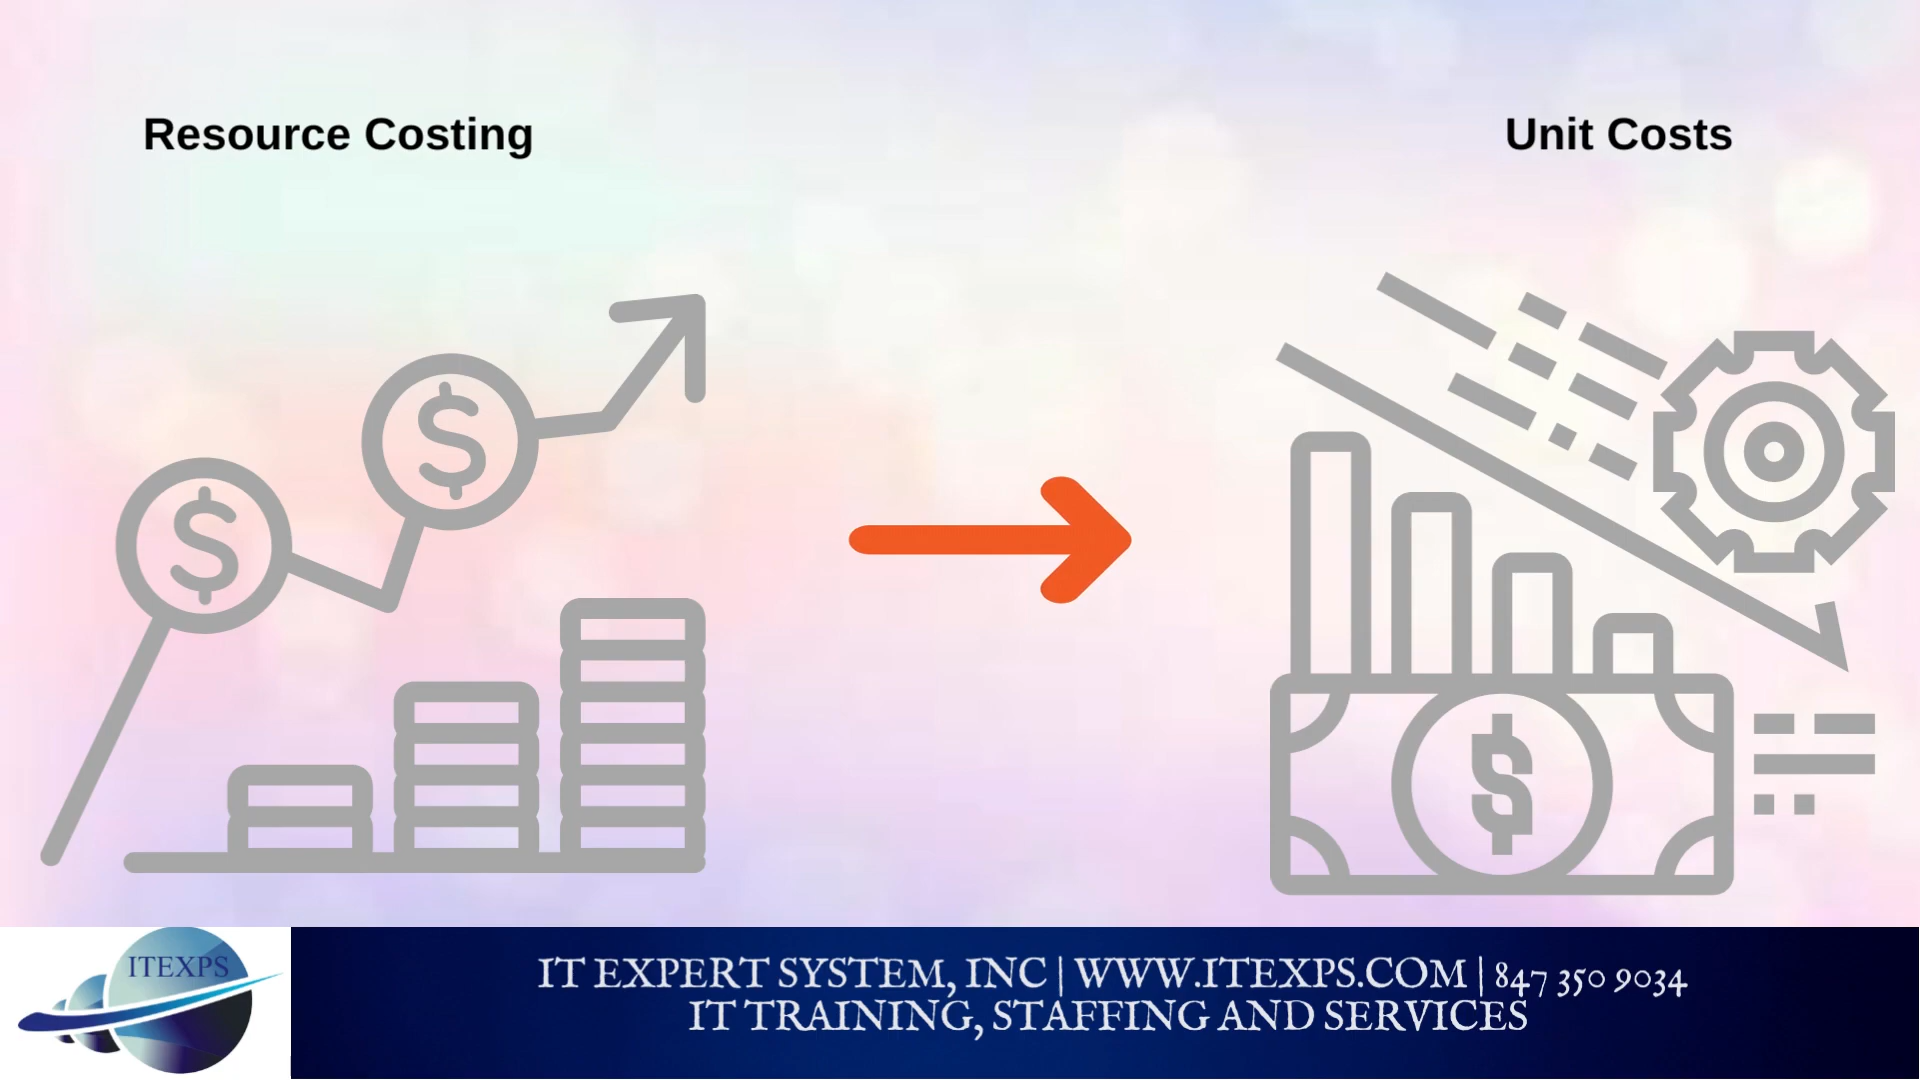 Resource Costing
Unit Costs
$
$
$
ITEXPS
IT EXPERT SYSTEM, INC | WWW.ITEXPS.COM | 847 350 9034
IT TRAINING, STAFFING AND SERVICES